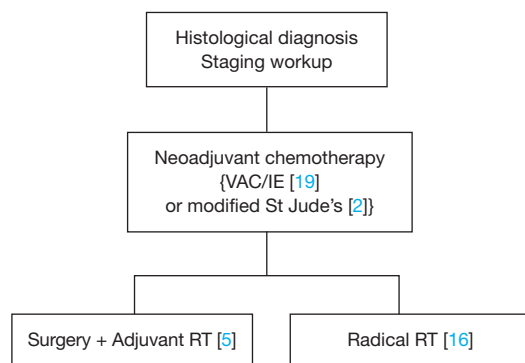 Histological diagnosis
Staging workup
Neoadjuvant chemotherapy
{VAC/IE [19]
or modified St Jude's [2]}
Surgery + Adjuvant RT [5]
Radical RT [16]